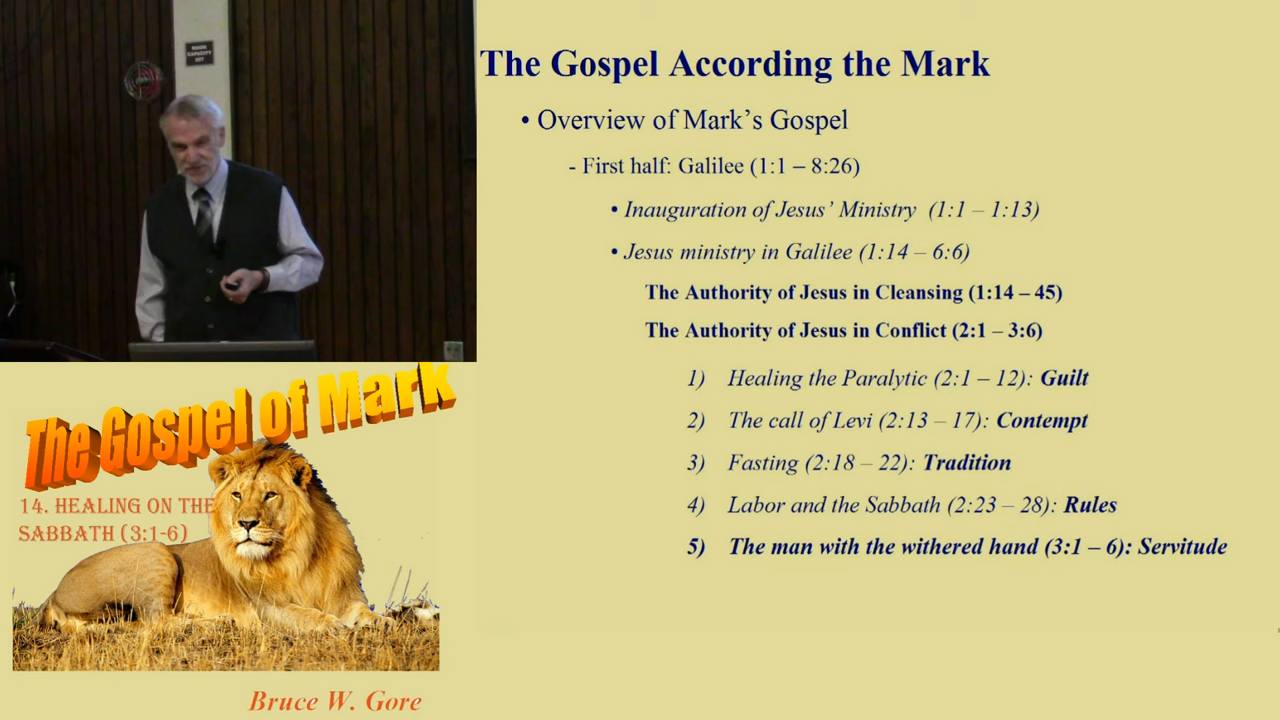 ROOM
CAPACITY
The Gospel According the Mark
• Overview of Mark’s Gospel
- First half: Galilee (1:1 – 8:26)
• Inauguration of Jesus’ Ministry (1:1 – 1:13)
• Jesus ministry in Galilee (1:14 – 6:6)
The Authority of Jesus in Cleansing (1:14 – 45)
The Authority of Jesus in Conflict (2:1 – 3:6)
1) Healing the Paralytic (2:1 – 12): Guilt
2) The call of Levi (2:13 – 17): Contempt
3) Fasting (2:18 – 22): Tradition
4) Labor and the Sabbath (2:23 – 28): Rules
5) The man with the withered hand (3:1 – 6): Servitude
The Gospel of Mark
14. HEALING ON THE
SABBATH (3:1-6)
Bruce W. Gore